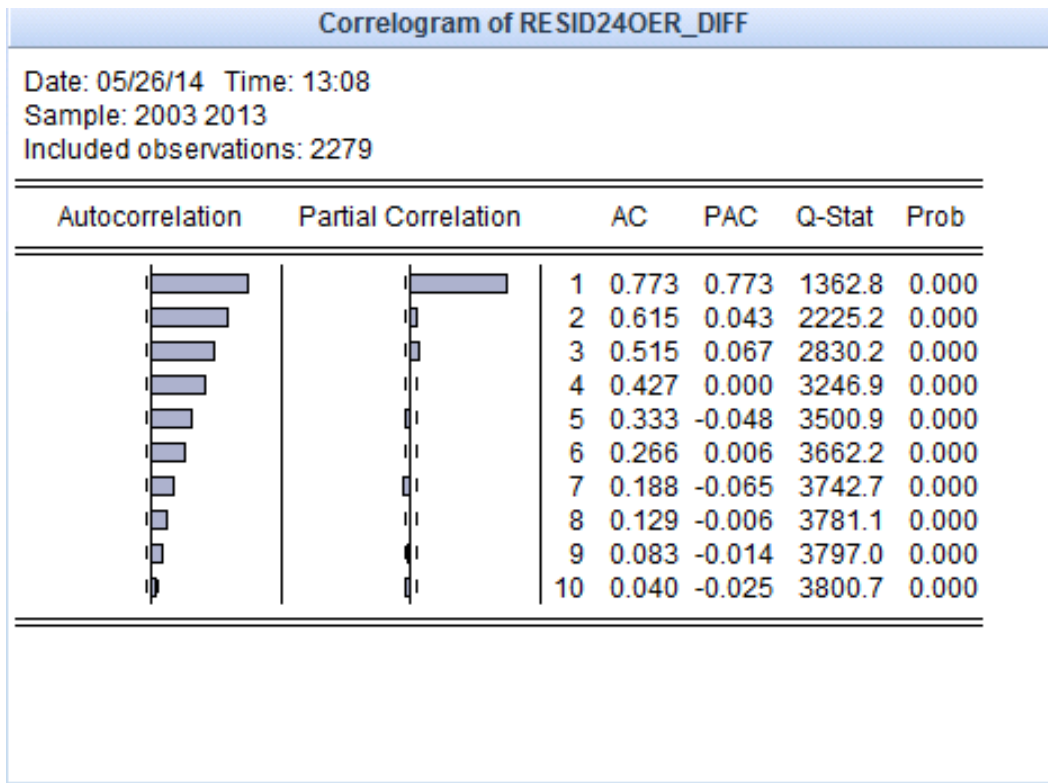 Correlogram of RESID24OER_DIFF
Date: 05/26/14 Time: 13:08
Sample: 2003 2013
Included observations: 2279
Autocorrelation Partial Correlation AC PAC Q-Stat Prob
1 0.773 0.773 1362.8 0.000
2 0.615 0.043 2225.2 0.000
3 0.515 0.067 2830.2 0.000
4 0.427 0.000 3246.9 0.000
5 0.333 -0.048 3500.9 0.000
6 0.266 0.006 3662.2 0.000
7 0.188 -0.065 3742.7 0.000
8 0.129 -0.006 3781.1 0.000
9 0.083 -0.014 3797.0 0.000
10 0.040 -0.025 3800.7 0.000